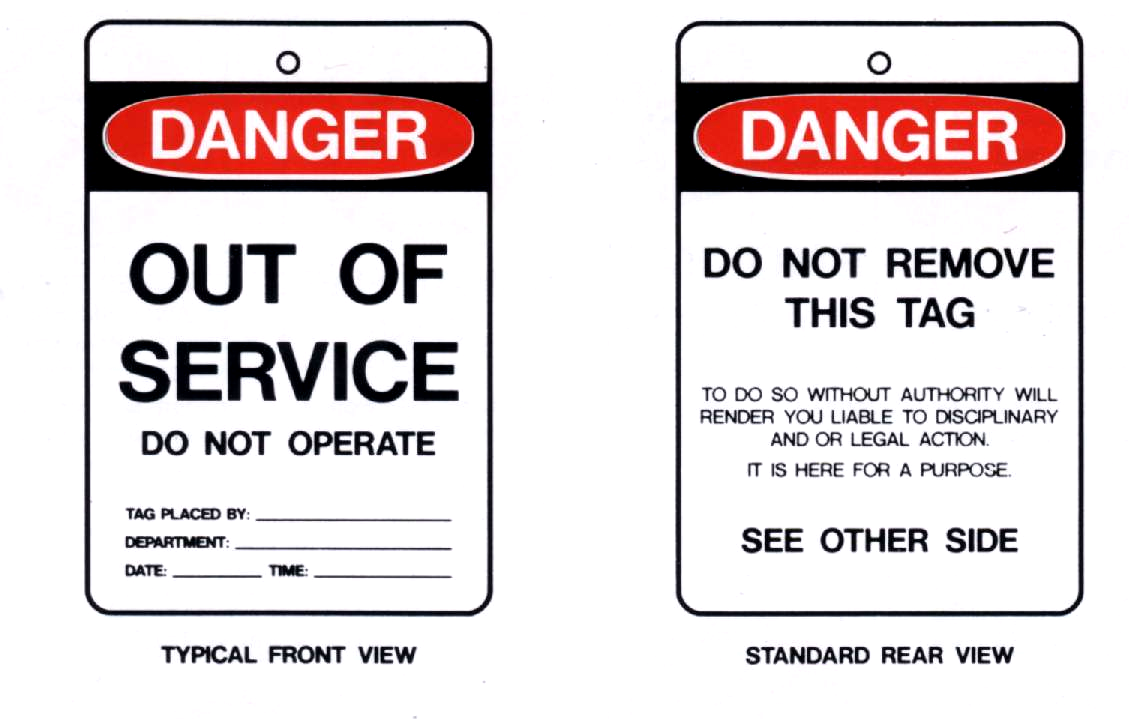 DANGER
OUT OF
SERVICE
DO NOT OPERATE
TAG PLACED BY:
DEPARTMENT:
DATE: TIME:
TYPICAL FRONT VIEW
DANGER
DO NOT REMOVE
THIS TAG
TO DO SO WITHOUT AUTHORITY WILL
RENDER YOU LIABLE TO DISCIPLINARY
AND OR LEGAL ACTION.
IT IS HERE FOR A PURPOSE.
SEE OTHER SIDE
STANDARD REAR VIEW